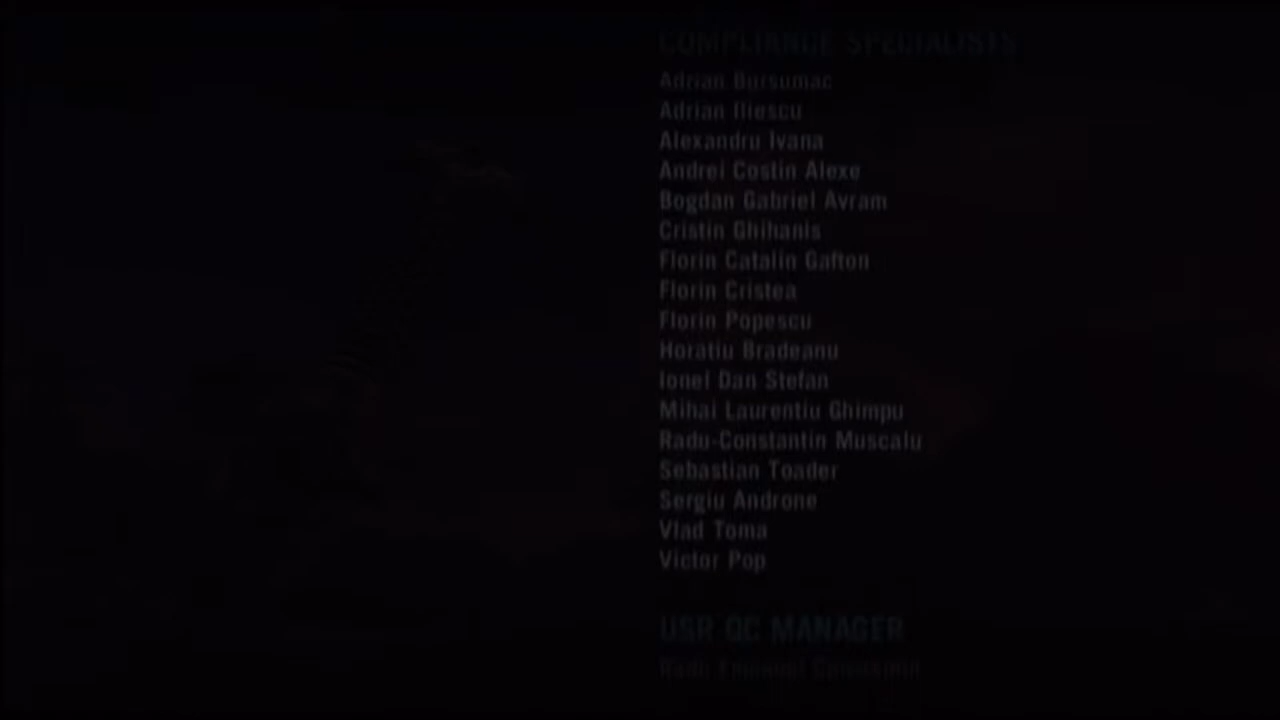 COMPLIANCE SPECIALISTS
Adrian Bursumac
Adrian Iliescu
Alexandru Ivana
Andrei Costin Alexe
Bogdan Gabriel Avram
Cristin Ghihanis
Florin Catalin Gafton
Florin Cristea
Florin Popescu
Horatiu Bradeanu
Ionel Dan Stefan
Mihai Laurentiu Ghimpu
Radu-Constantin Muscalu
Sebastian Toader
Sergiu Androne
Vlad Toma
Victor Pop
USR QC MANAGER
Radu